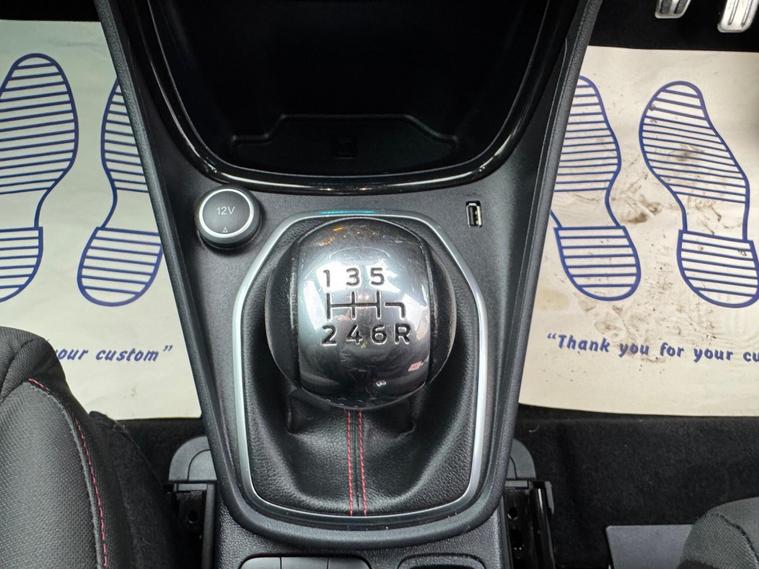 12V
1 3 5
2 4 6 R
your custom”
“Thank you for your cu